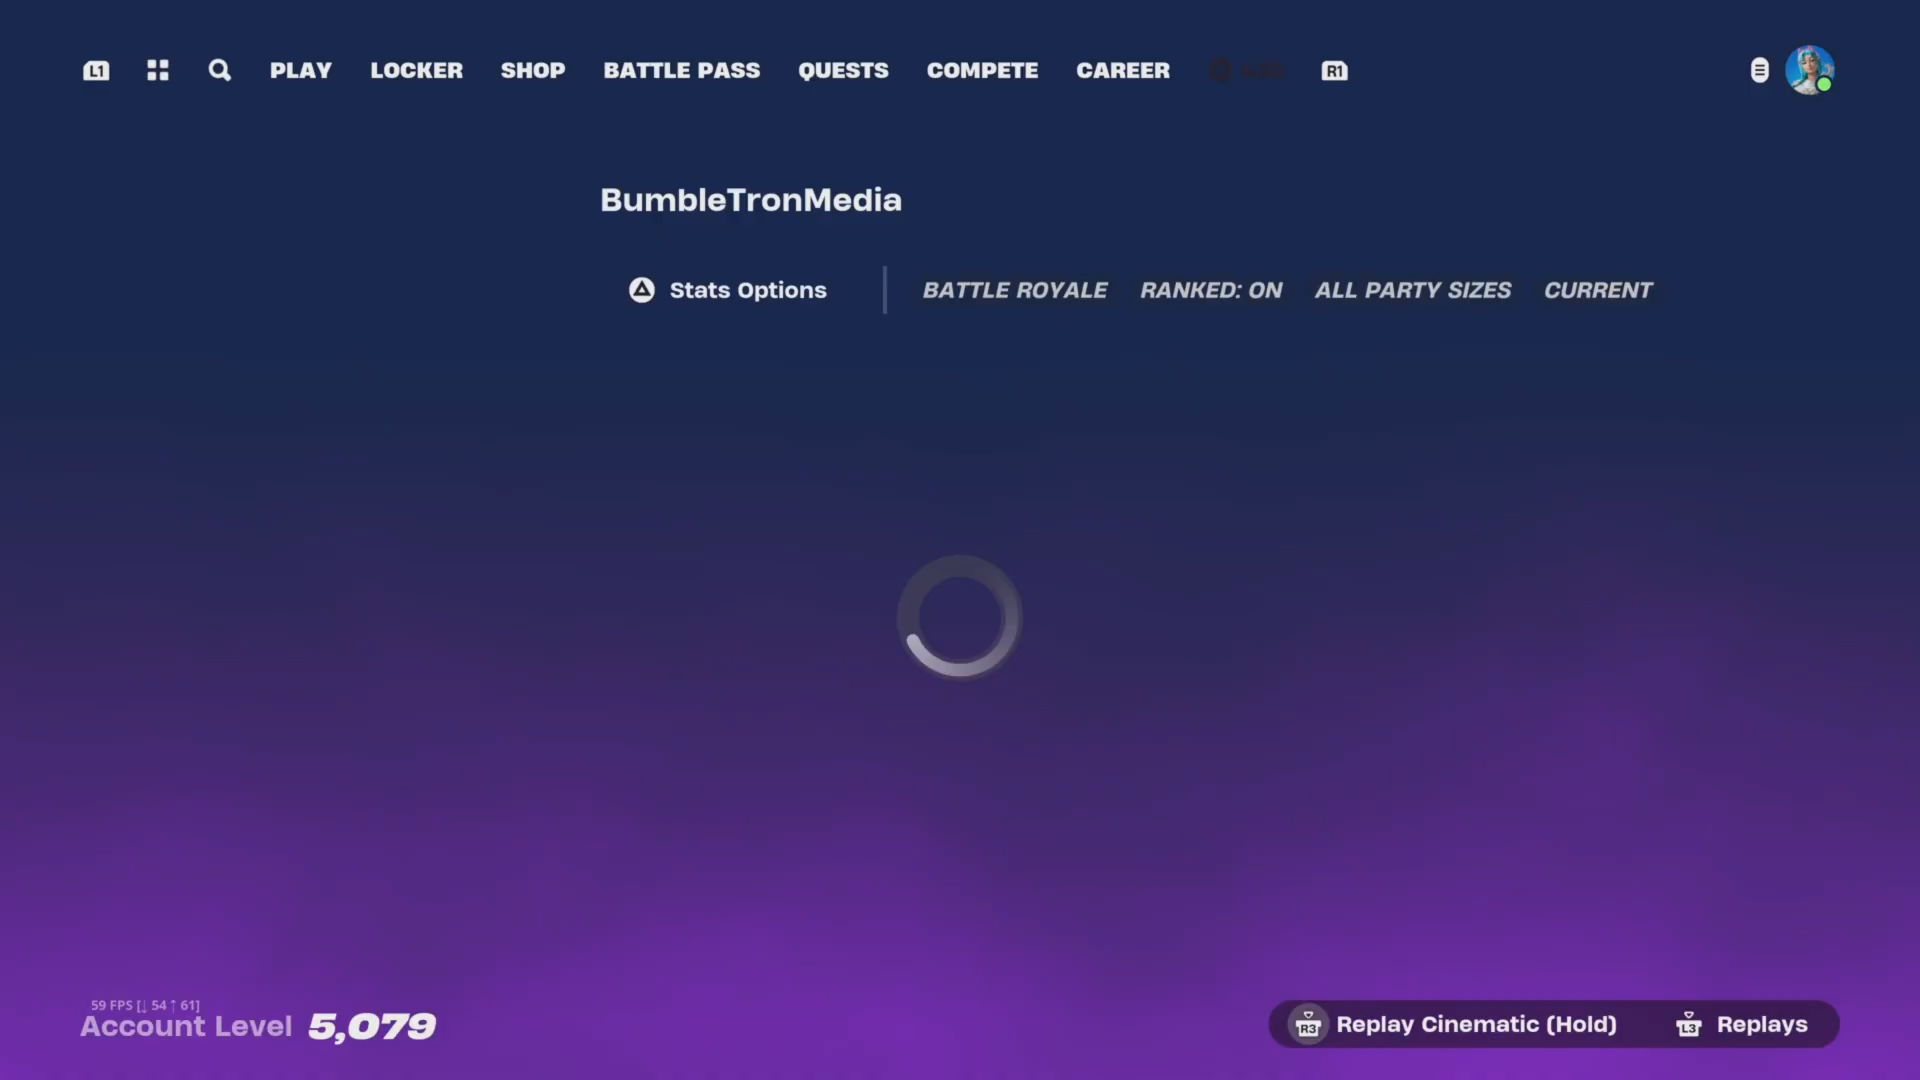 L1 PLAY LOCKER SHOP BATTLE PASS QUESTS COMPETE CAREER R1
BumbleTronMedia
Stats Options BATTLE ROYALE RANKED: ON ALL PARTY SIZES CURRENT
59 FPS [↓ 54 ↑ 61]
Account Level 5,079
R3 Replay Cinematic (Hold) L3 Replays